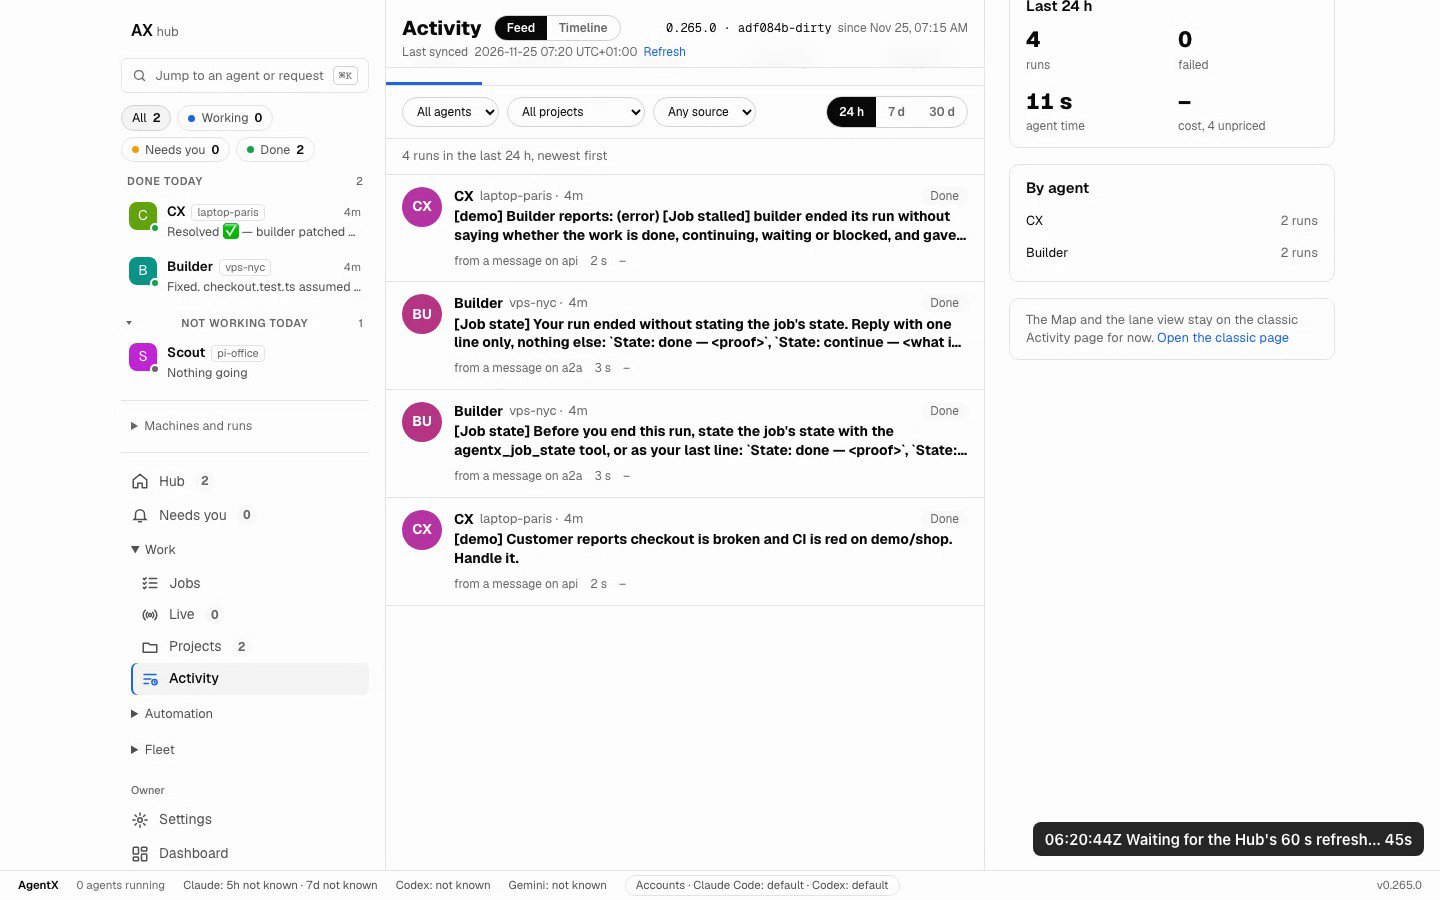 AX hub
Jump to an agent or request ⌘K
All 2
Working 0
Needs you 0
Done 2
DONE TODAY 2
C
CX laptop-paris 4m
Resolved ✅ — builder patched ...
B
Builder vps-nyc 4m
Fixed. checkout.test.ts assumed ...
NOT WORKING TODAY 1
S
Scout pi-office
Nothing going
Machines and runs
Hub 2
Needs you 0
Work
Jobs
Live 0
Projects 2
Activity
Automation
Fleet
Owner
Settings
Dashboard
Activity Feed Timeline 0.265.0 · adf084b-dirty since Nov 25, 07:15 AM
Last synced 2026-11-25 07:20 UTC+01:00 Refresh
All agents All projects Any source 24 h 7 d 30 d
4 runs in the last 24 h, newest first
CX
CX laptop-paris · 4m Done
[demo] Builder reports: (error) [Job stalled] builder ended its run without
saying whether the work is done, continuing, waiting or blocked, and gave...
from a message on api 2 s –
BU
Builder vps-nyc · 4m Done
[Job state] Your run ended without stating the job's state. Reply with one
line only, nothing else: `State: done — <proof>`, `State: continue — <what i...
from a message on a2a 3 s –
BU
Builder vps-nyc · 4m Done
[Job state] Before you end this run, state the job's state with the
agentx_job_state tool, or as your last line: `State: done — <proof>`, `State:...
from a message on a2a 3 s –
CX
CX laptop-paris · 4m Done
[demo] Customer reports checkout is broken and CI is red on demo/shop.
Handle it.
from a message on api 2 s –
Last 24 h
4 0
runs failed
11 s –
agent time cost, 4 unpriced
By agent
CX 2 runs
Builder 2 runs
The Map and the lane view stay on the classic
Activity page for now. Open the classic page
06:20:44Z Waiting for the Hub's 60 s refresh... 45s
AgentX 0 agents running Claude: 5h not known · 7d not known Codex: not known Gemini: not known Accounts · Claude Code: default · Codex: default v0.265.0